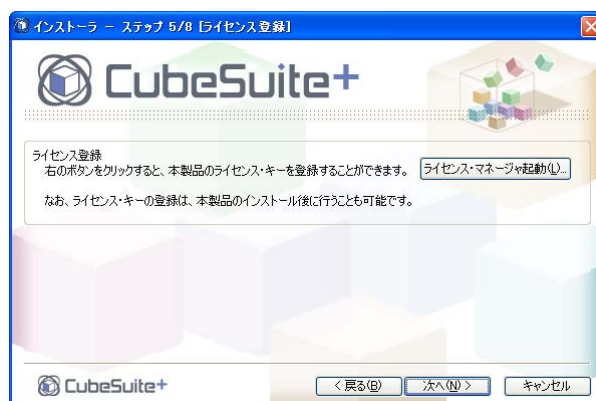 インストーラ － ステップ 5/8 [ライセンス登録]
CubeSuite+
ライセンス登録
右のボタンをクリックすると、本製品のライセンス・キーを登録することができます。 ライセンス・マネージャ起動(L)...
なお、ライセンス・キーの登録は、本製品のインストール後に行うことも可能です。
CubeSuite+ < 戻る(B) 次へ(N) > キャンセル